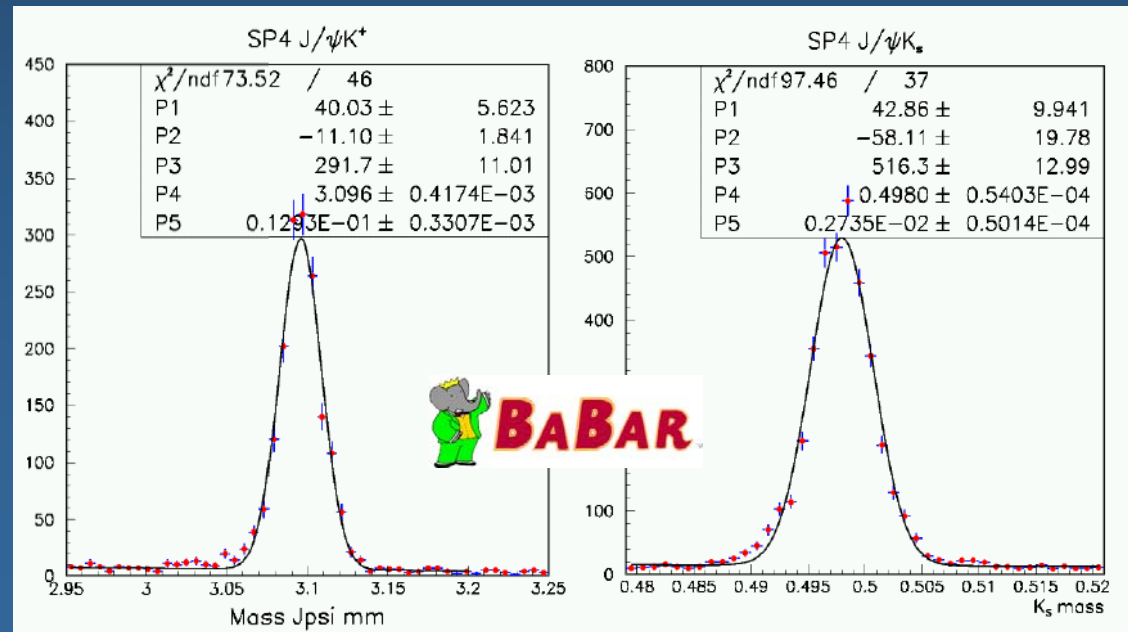 SP4 J/ψK⁺
χ²/ndf 73.52 / 46
P1 40.03 ± 5.623
P2 −11.10 ± 1.841
P3 291.7 ± 11.01
P4 3.096 ± 0.4174E−03
P5 0.1293E−01 ± 0.3307E−03
450
400
350
300
250
200
150
100
50
0
2.95 3 3.05 3.1 3.15 3.2 3.25
Mass Jpsi mm
SP4 J/ψKₛ
χ²/ndf 97.46 / 37
P1 42.86 ± 9.941
P2 −58.11 ± 19.78
P3 516.3 ± 12.99
P4 0.4980 ± 0.5403E−04
P5 0.2735E−02 ± 0.5014E−04
800
700
600
500
400
100
0
0.48 0.485 0.49 0.495 0.5 0.505 0.51 0.515 0.52
Kₛ mass
BABAR